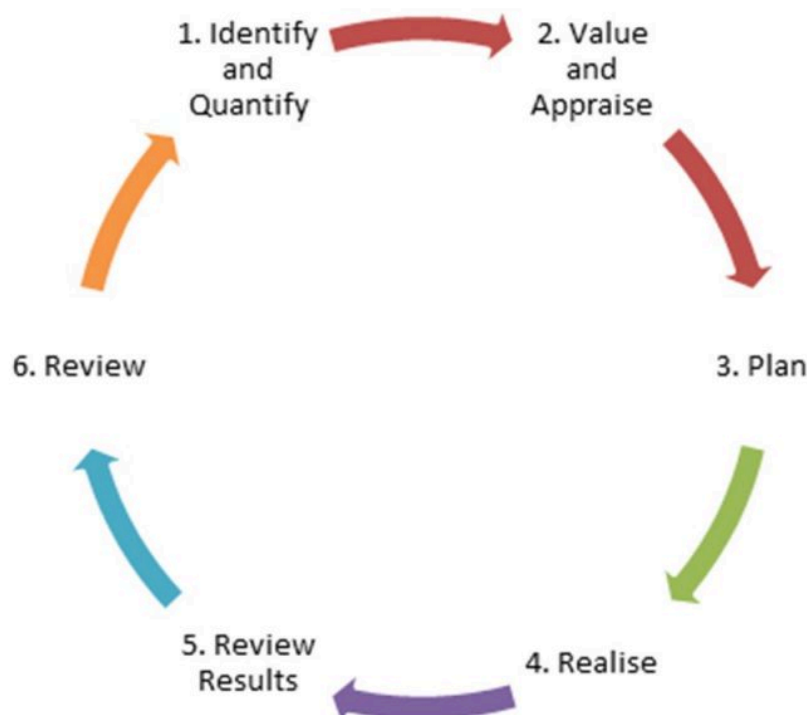 1. Identify
and
Quantify
2. Value
and
Appraise
3. Plan
4. Realise
5. Review
Results
6. Review